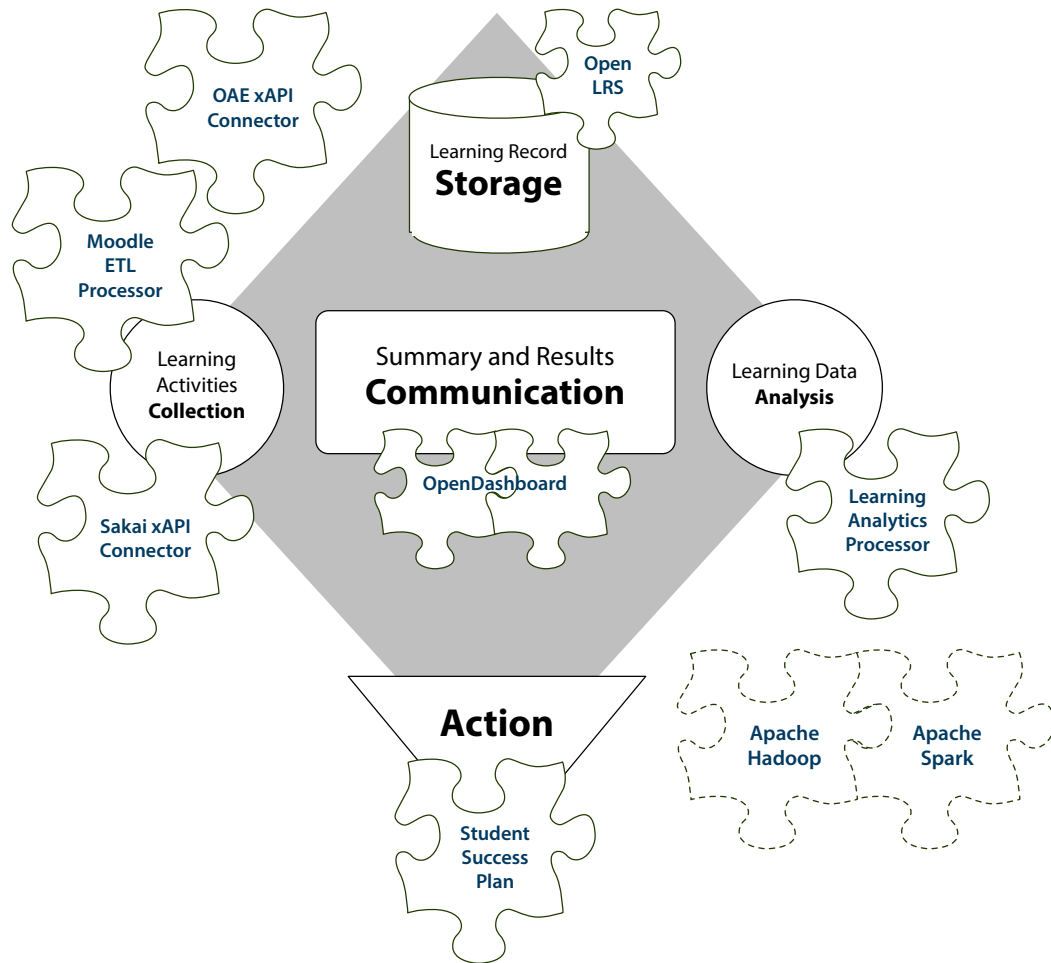 OAE xAPI
Connector
Open
LRS
Learning Record
Storage
Moodle
ETL
Processor
Learning
Activities
Collection
Summary and Results
Communication
Learning Data
Analysis
OpenDashboard
Sakai xAPI
Connector
Learning
Analytics
Processor
Action
Apache
Hadoop
Apache
Spark
Student
Success
Plan